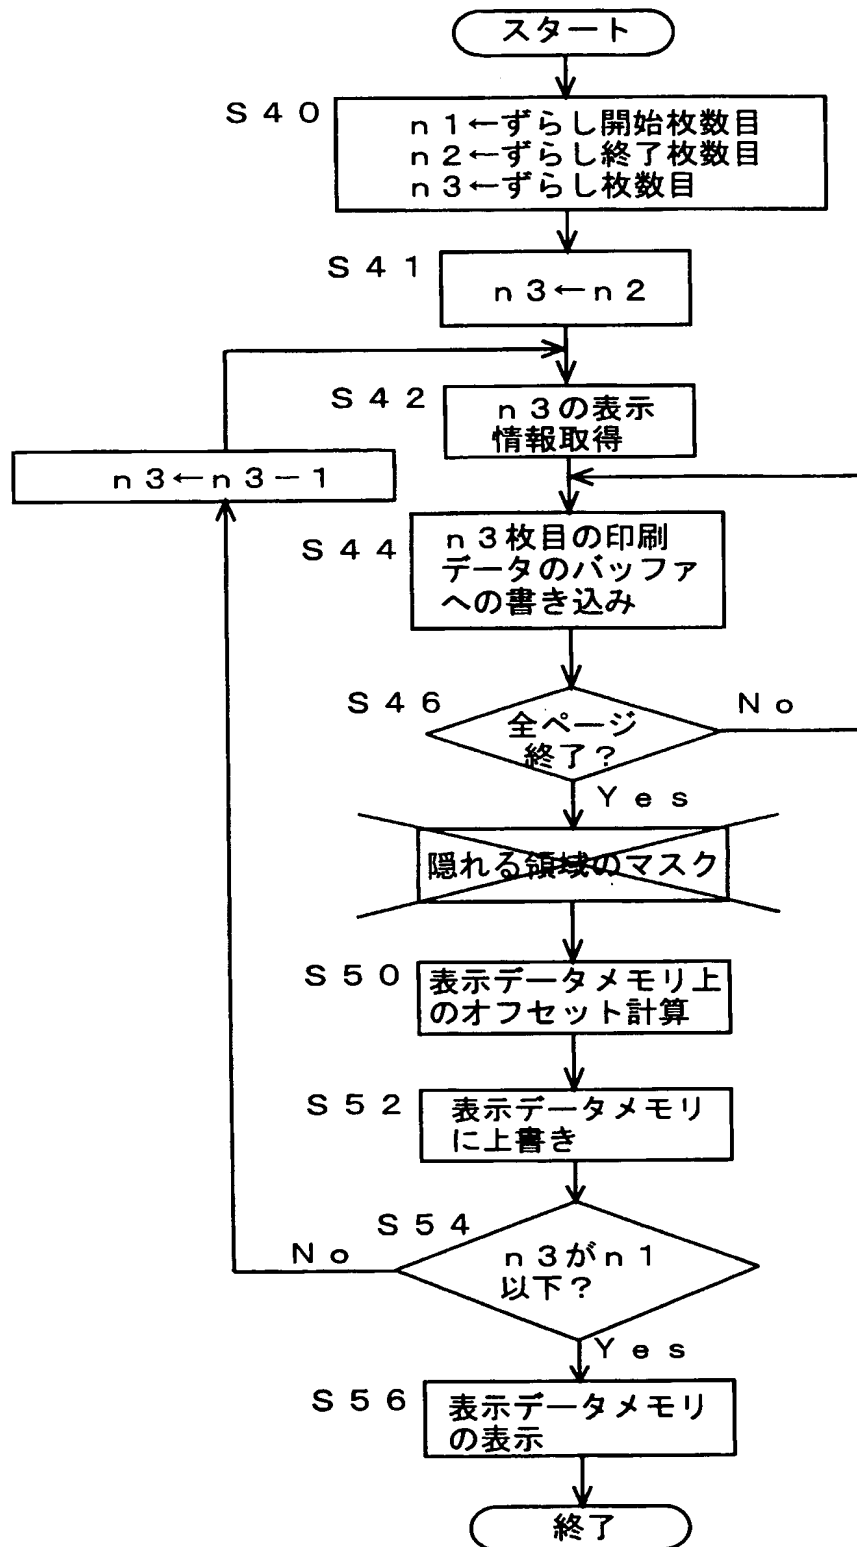 スタート
S40
n1←ずらし開始枚数目
n2←ずらし終了枚数目
n3←ずらし枚数目
S41
n3←n2
S42
n3の表示
情報取得
n3←n3-1
S44
n3枚目の印刷
データのバッファ
への書き込み
S46
全ページ
終了?
No
Yes
隠れる領域のマスク
S50
表示データメモリ上
のオフセット計算
S52
表示データメモリ
に上書き
S54
n3がn1
以下?
No
Yes
S56
表示データメモリ
の表示
終了